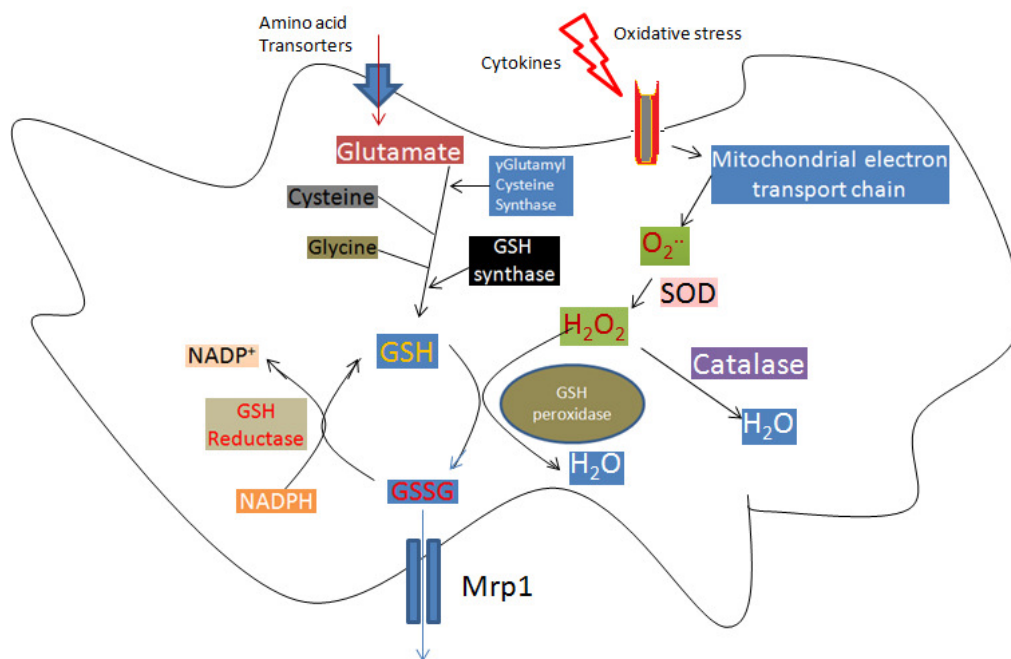 Amino acid
Transorters
Oxidative stress
Cytokines
Glutamate
γGlutamyl
Cysteine
Synthase
Mitochondrial electron
transport chain
Cysteine
Glycine
GSH
synthase
O₂˙˙
SOD
H₂O₂
NADP⁺
GSH
Catalase
GSH
Reductase
GSH
peroxidase
H₂O
H₂O
NADPH
GSSG
Mrp1